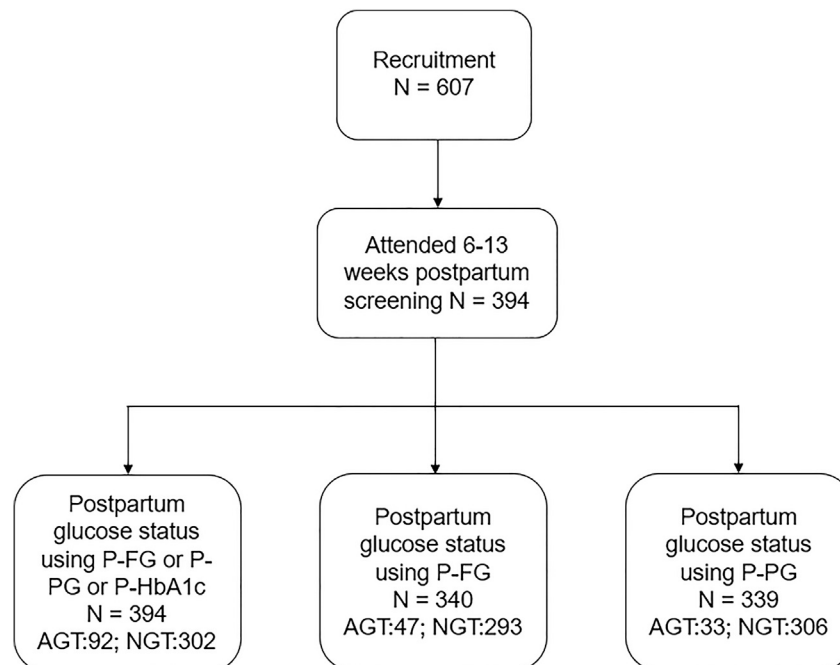 Recruitment
N = 607
Attended 6-13
weeks postpartum
screening N = 394
Postpartum
glucose status
using P-FG or P-
PG or P-HbA1c
N = 394
AGT:92; NGT:302
Postpartum
glucose status
using P-FG
N = 340
AGT:47; NGT:293
Postpartum
glucose status
using P-PG
N = 339
AGT:33; NGT:306